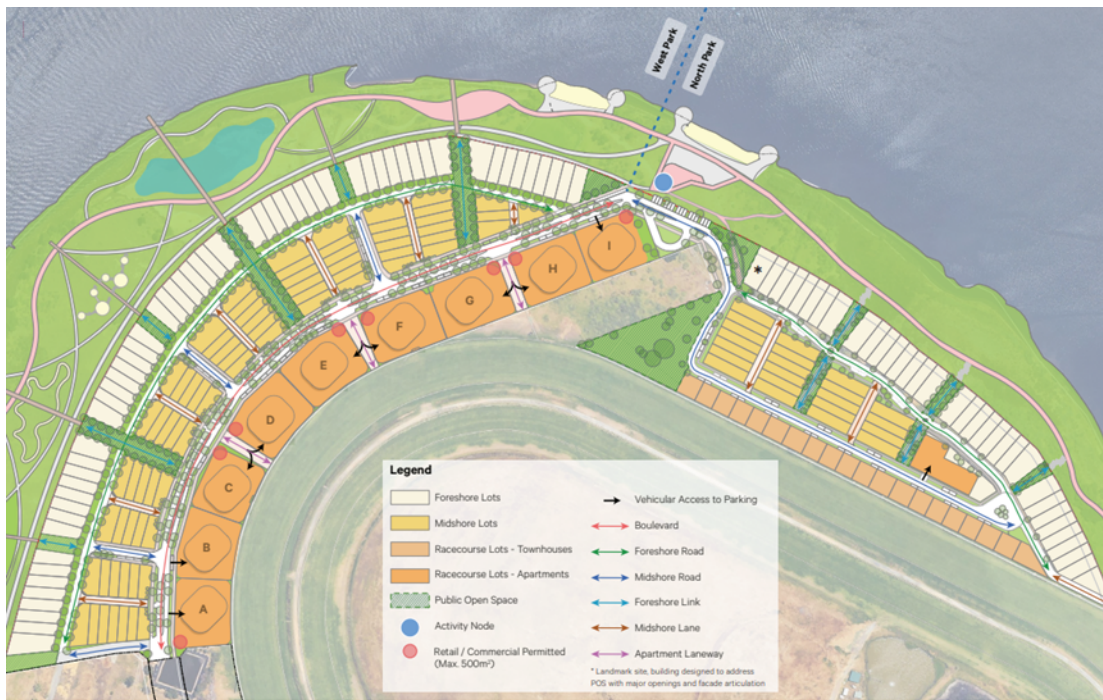 West Park
North Park
I
H
G
F
E
D
C
B
A
*
Legend
Foreshore Lots
Midshore Lots
Racecourse Lots - Townhouses
Racecourse Lots - Apartments
Public Open Space
Activity Node
Retail / Commercial Permitted
(Max. 500m²)
Vehicular Access to Parking
Boulevard
Foreshore Road
Midshore Road
Foreshore Link
Midshore Lane
Apartment Laneway
* Landmark site, building designed to address
POS with major openings and facade articulation